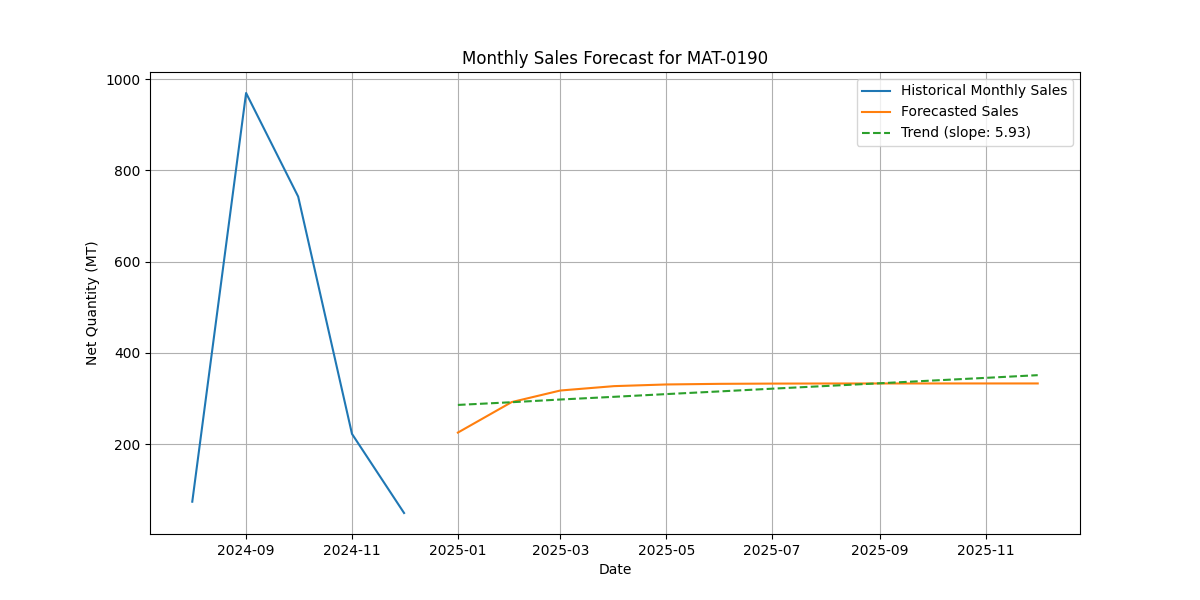 Monthly Sales Forecast for MAT-0190
Historical Monthly Sales
Forecasted Sales
Trend (slope: 5.93)
Net Quantity (MT)
1000
800
600
400
200
2024-09
2024-11
2025-01
2025-03
2025-05
2025-07
2025-09
2025-11
Date